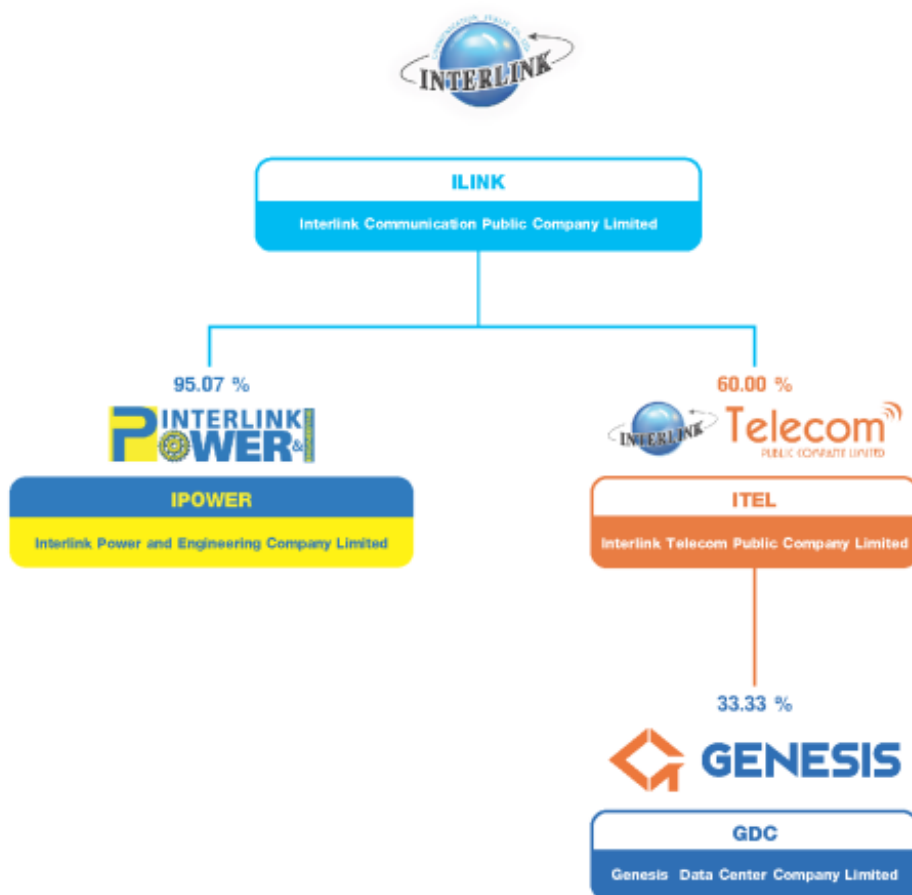 INTERLINK
ILINK
Interlink Communication Public Company Limited
95.07 %
60.00 %
INTERLINK
POWER &
INTERLINK
Telecom
PUBLIC COMPANY LIMITED
IPOWER
Interlink Power and Engineering Company Limited
ITEL
Interlink Telecom Public Company Limited
33.33 %
GENESIS
GDC
Genesis Data Center Company Limited